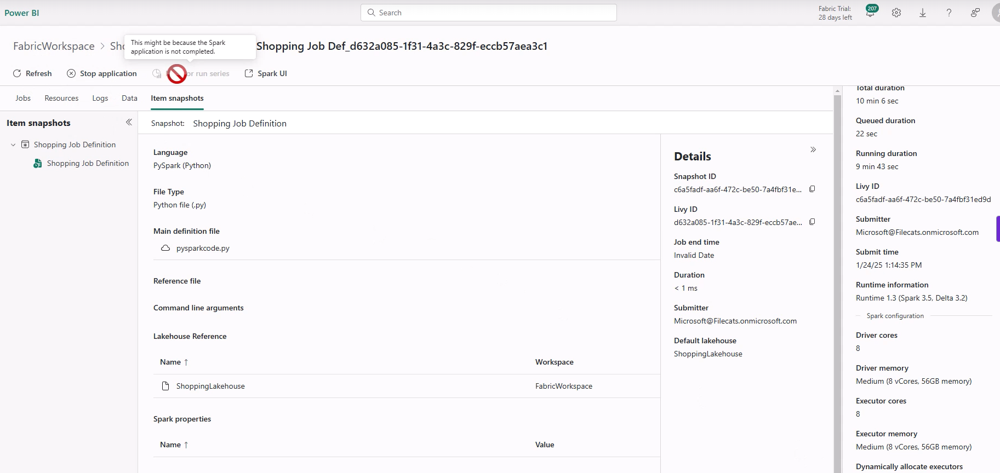 Power BI
Search
Fabric Trial:
28 days left
207
FabricWorkspace > Sh
Shopping Job Def_d632a085-1f31-4a3c-829f-eccb57aea3c1
This might be because the Spark
application is not completed.
Refresh
Stop application
or run series
Spark UI
Jobs
Resources
Logs
Data
Item snapshots
Item snapshots
Shopping Job Definition
Shopping Job Definition
Snapshot: Shopping Job Definition
Language
PySpark (Python)
File Type
Python file (.py)
Main definition file
pysparkcode.py
Reference file
Command line arguments
Lakehouse Reference
Name ↑ Workspace
ShoppingLakehouse FabricWorkspace
Spark properties
Name ↑ Value
Details
Snapshot ID
c6a5fadf-aa6f-472c-be50-7a4fbf31e...
Livy ID
d632a085-1f31-4a3c-829f-eccb57ae...
Job end time
Invalid Date
Duration
< 1 ms
Submitter
Microsoft@Filecats.onmicrosoft.com
Default lakehouse
ShoppingLakehouse
Total duration
10 min 6 sec
Queued duration
22 sec
Running duration
9 min 43 sec
Livy ID
c6a5fadf-aa6f-472c-be50-7a4fbf31ed9d
Submitter
Microsoft@Filecats.onmicrosoft.com
Submit time
1/24/25 1:14:35 PM
Runtime information
Runtime 1.3 (Spark 3.5, Delta 3.2)
Spark configuration
Driver cores
8
Driver memory
Medium (8 vCores, 56GB memory)
Executor cores
8
Executor memory
Medium (8 vCores, 56GB memory)
Dynamically allocate executors